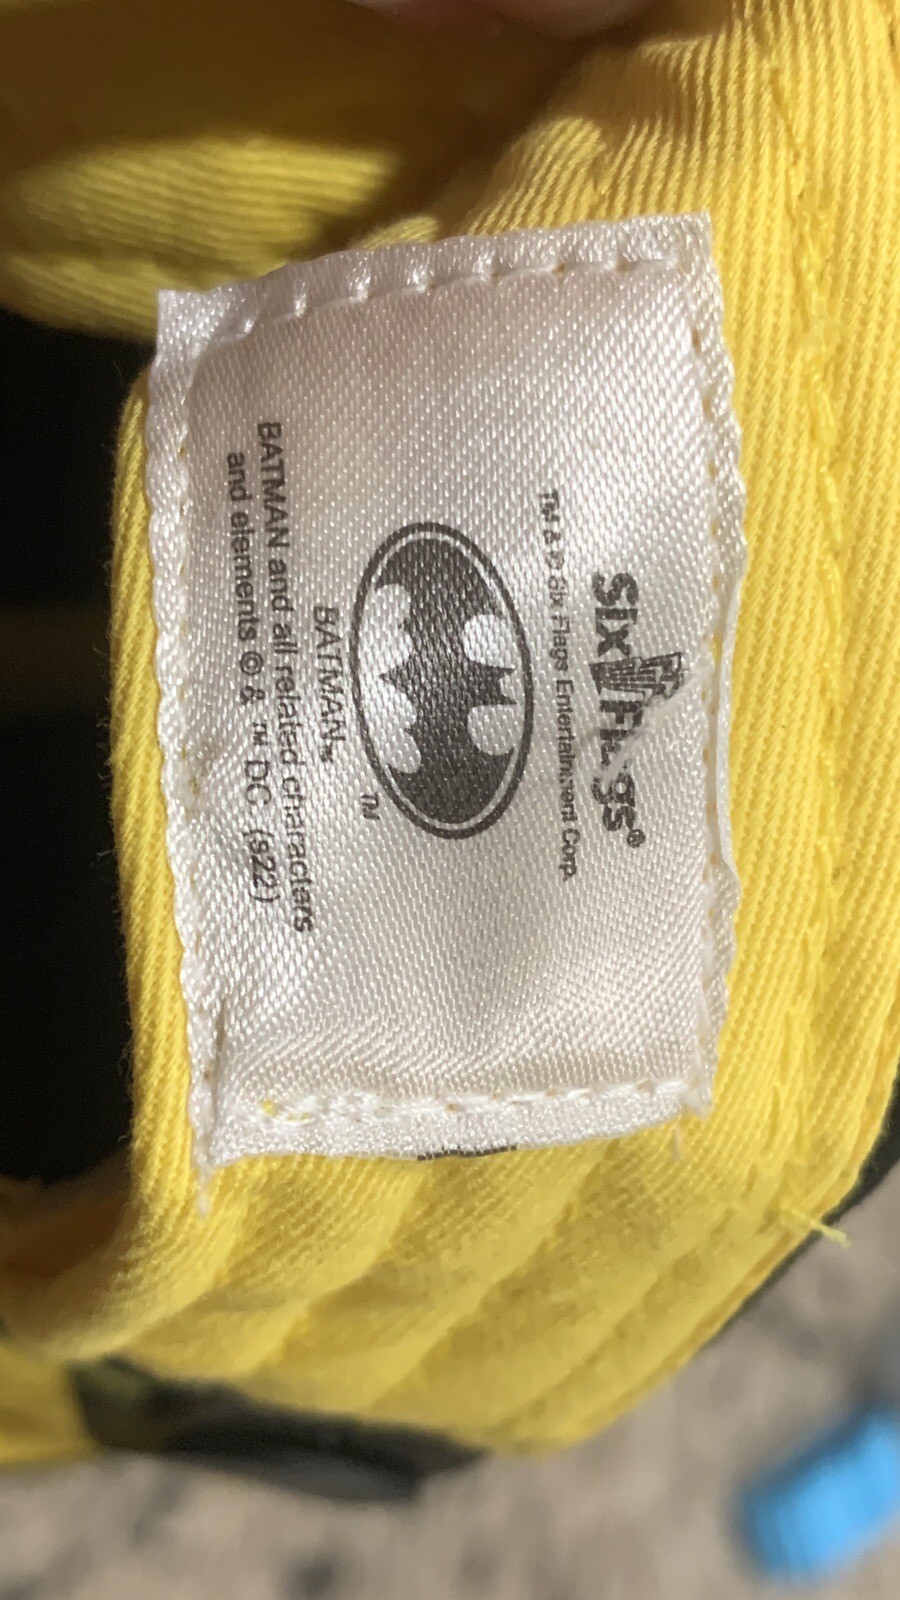 Six Flags®
TM & © Six Flags Entertainment Corp.
TM
BATMAN™
BATMAN and all related characters
and elements © & ™ DC. (s22)